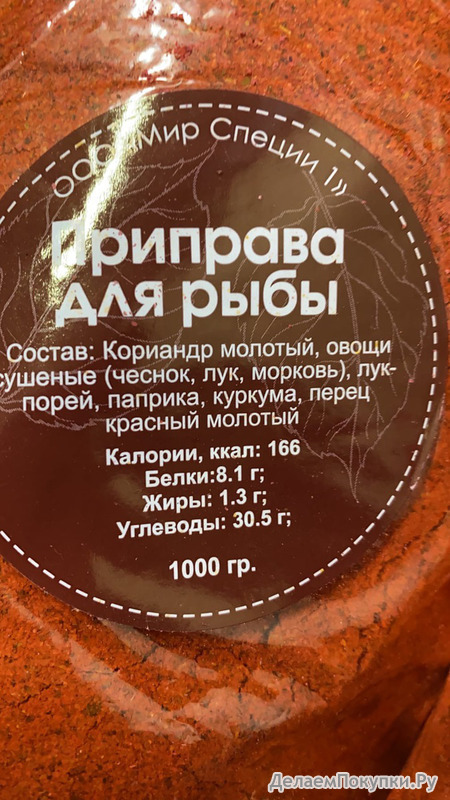 ООО «Мир Специи 1»
Приправа
для рыбы
Состав: Кориандр молотый, овощи
сушеные (чеснок, лук, морковь), лук-
порей, паприка, куркума, перец
красный молотый
Калории, ккал: 166
Белки:8.1 г;
Жиры: 1.3 г;
Углеводы: 30.5 г;
1000 гр.
ДелаемПокупки.Ру